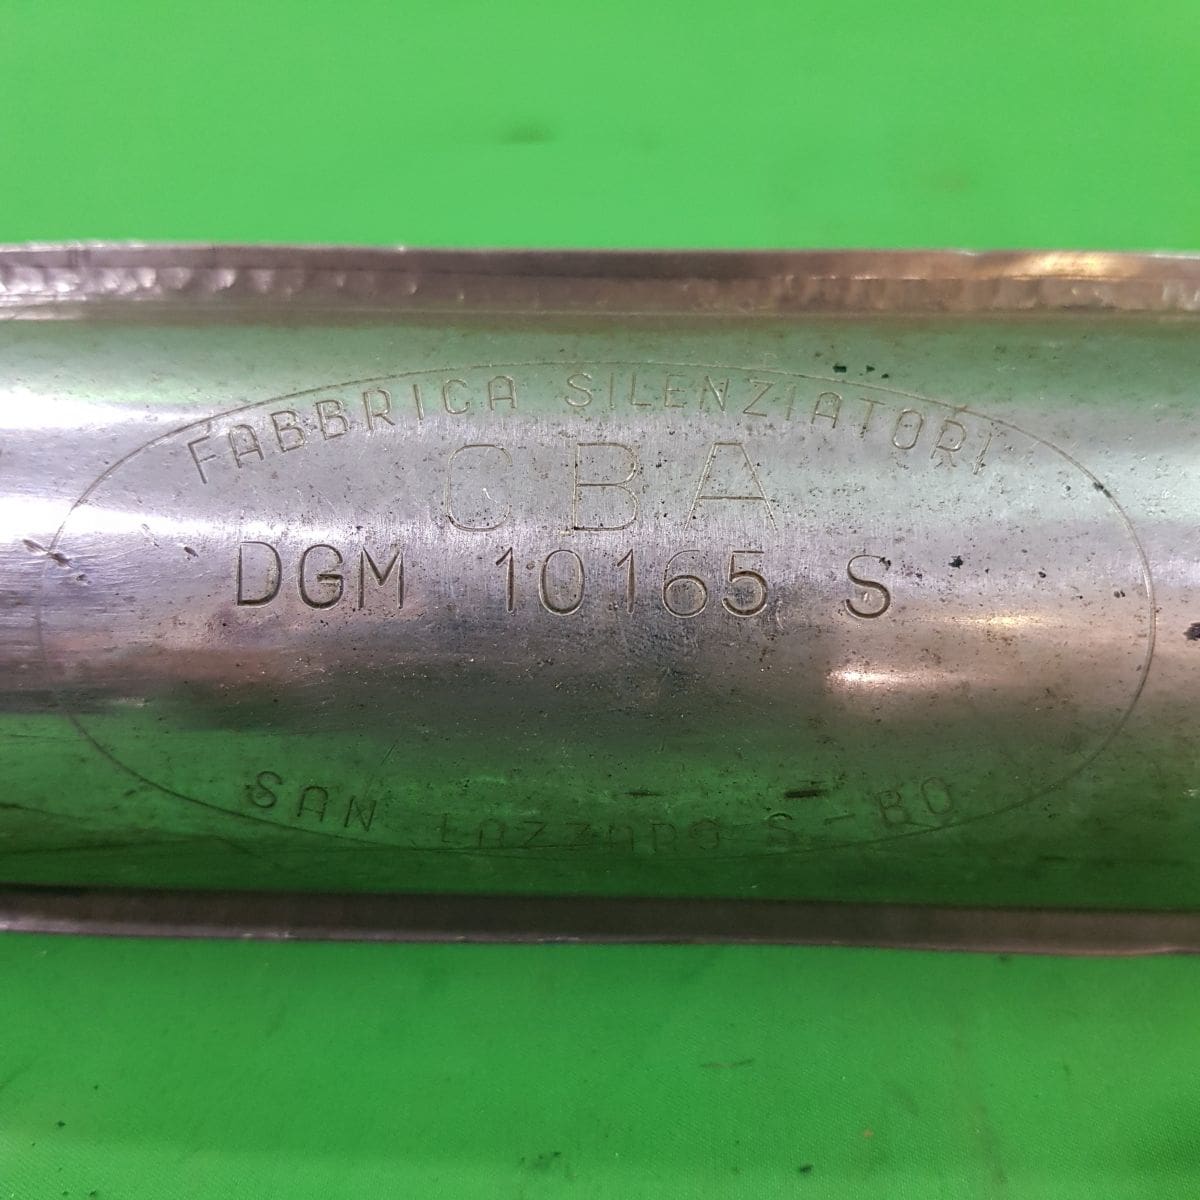 FABBRICA SILENZIATORI
CBA
DGM 10165 S
SAN LAZZARO S - BO